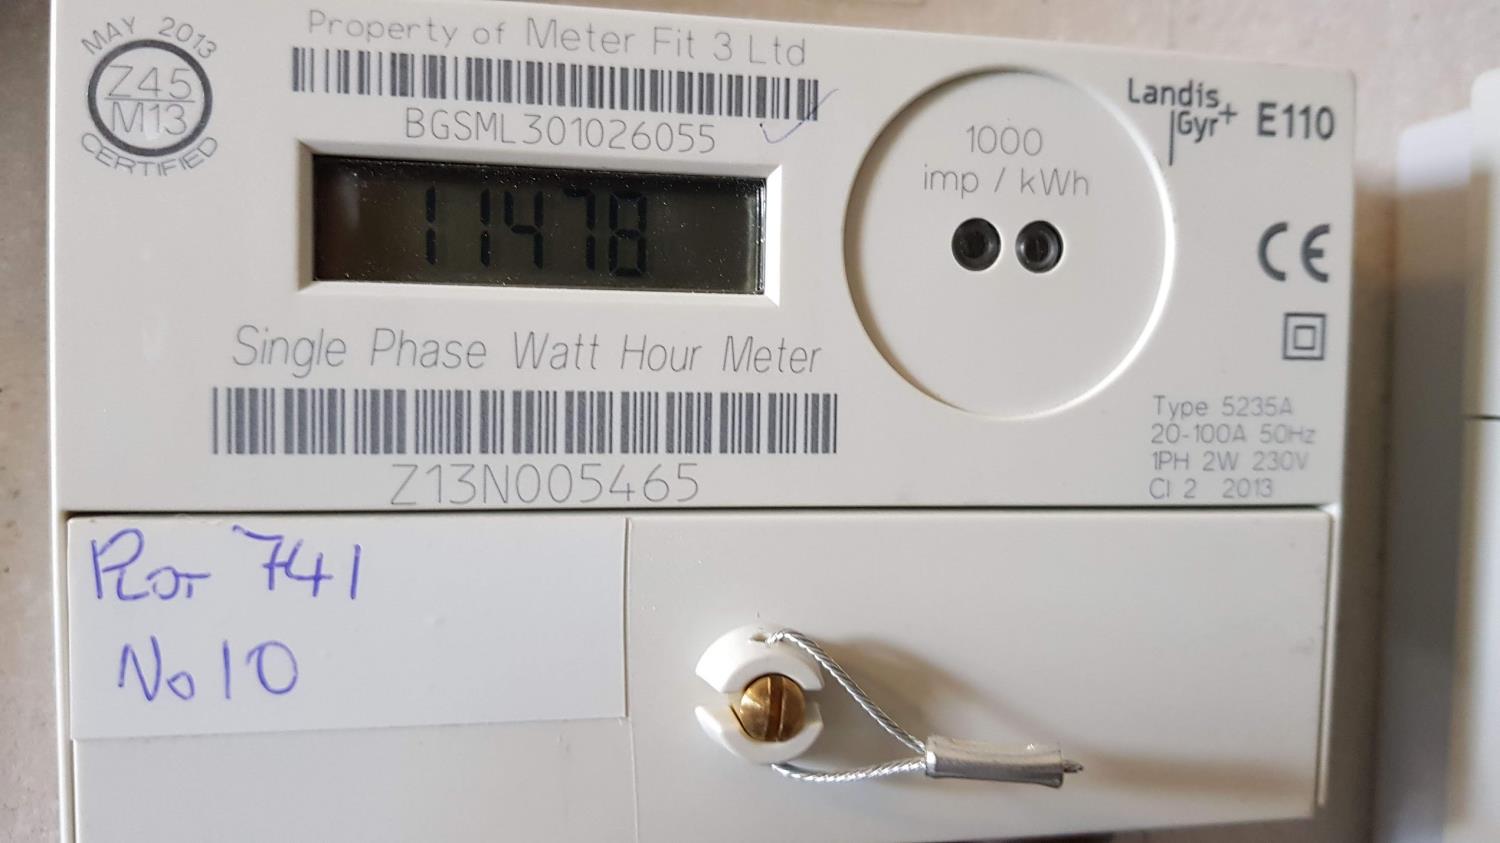 MAY 2013
Z45
M13
CERTIFIED
Property of Meter Fit 3 Ltd
BGSML301026055
11478
Single Phase Watt Hour Meter
Z13N005465
1000
imp / kWh
Landis
Gyr+
E110
CE
Type 5235A
20-100A 50Hz
1PH 2W 230V
Cl 2 2013
PLOT 741
No 10